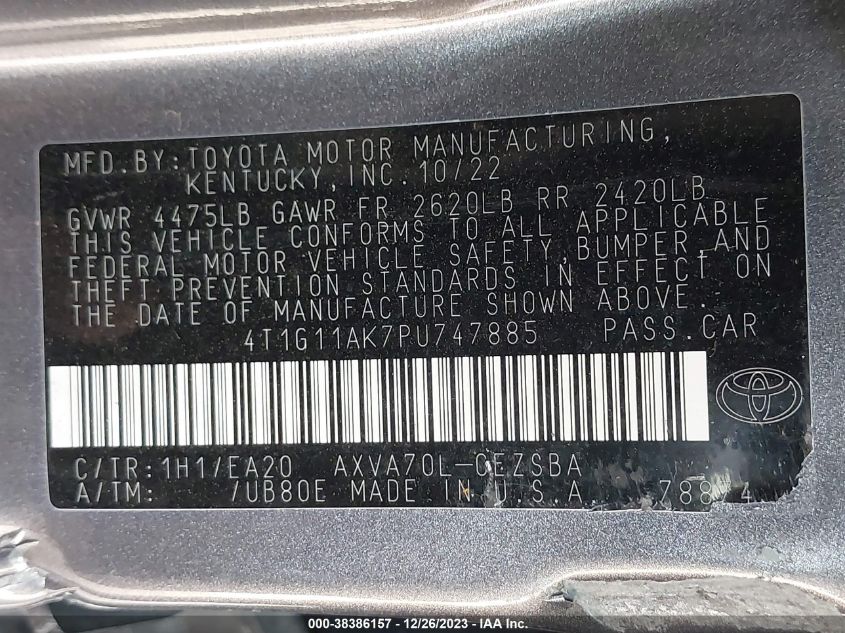 MFD.BY:TOYOTA MOTOR MANUFACTURING,
KENTUCKY,INC.10/22
GVWR 4475LB GAWR FR 2620LB RR 2420LB
THIS VEHICLE CONFORMS TO ALL APPLICABLE
FEDERAL MOTOR VEHICLE SAFETY,BUMPER,AND
THEFT PREVENTION STANDARDS IN EFFECT ON
THE DATE OF MANUFACTURE SHOWN ABOVE.
4T1G11AK7PU747885 PASS.CAR
C/TR:1H1/EA20 AXVA70L-CEZSBA
A/TM: /UB80E MADE IN U.S.A.
000-38386157 - 12/26/2023 - IAA Inc.